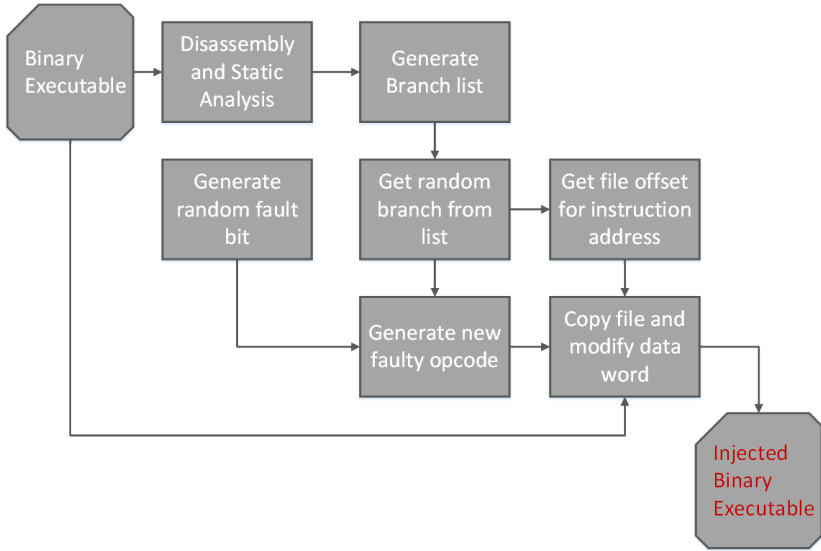 Binary
Executable
Disassembly
and Static
Analysis
Generate
Branch list
Generate
random fault
bit
Get random
branch from
list
Get file offset
for instruction
address
Generate new
faulty opcode
Copy file and
modify data
word
Injected
Binary
Executable